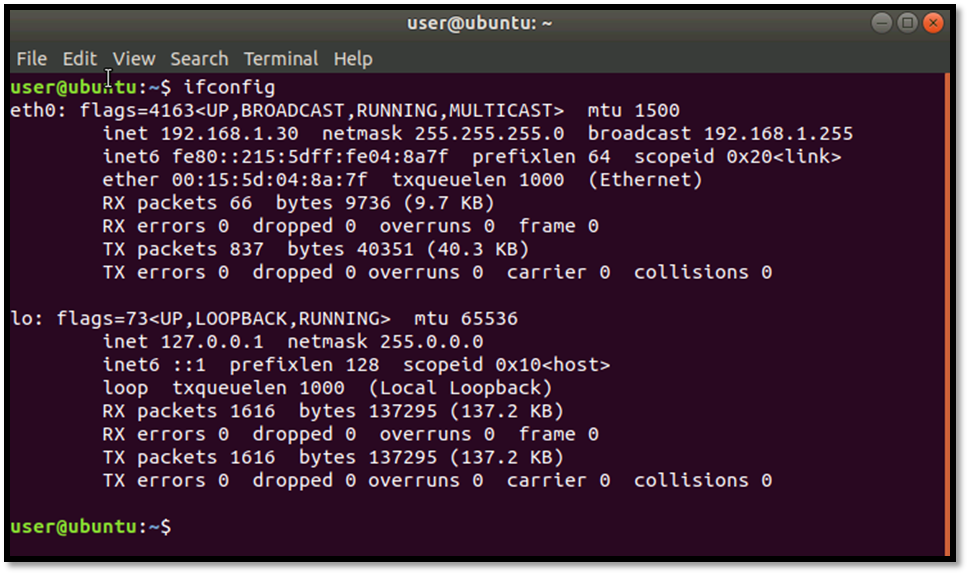 user@ubuntu: ~
File Edit View Search Terminal Help
user@ubuntu:~$ ifconfig
eth0: flags=4163<UP,BROADCAST,RUNNING,MULTICAST>  mtu 1500
        inet 192.168.1.30  netmask 255.255.255.0  broadcast 192.168.1.255
        inet6 fe80::215:5dff:fe04:8a7f  prefixlen 64  scopeid 0x20<link>
        ether 00:15:5d:04:8a:7f  txqueuelen 1000  (Ethernet)
        RX packets 66  bytes 9736 (9.7 KB)
        RX errors 0  dropped 0  overruns 0  frame 0
        TX packets 837  bytes 40351 (40.3 KB)
        TX errors 0  dropped 0 overruns 0  carrier 0  collisions 0
lo: flags=73<UP,LOOPBACK,RUNNING>  mtu 65536
        inet 127.0.0.1  netmask 255.0.0.0
        inet6 ::1  prefixlen 128  scopeid 0x10<host>
        loop  txqueuelen 1000  (Local Loopback)
        RX packets 1616  bytes 137295 (137.2 KB)
        RX errors 0  dropped 0  overruns 0  frame 0
        TX packets 1616  bytes 137295 (137.2 KB)
        TX errors 0  dropped 0 overruns 0  carrier 0  collisions 0
user@ubuntu:~$